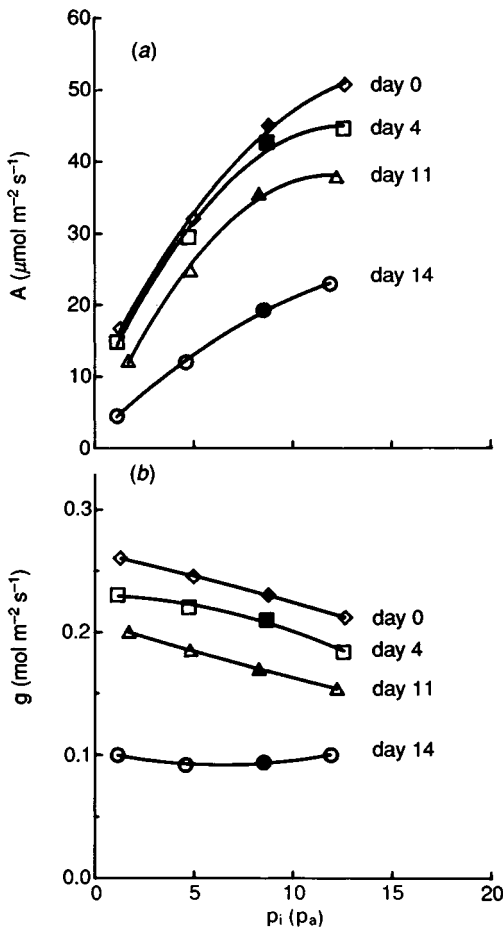 (a)
60
50
40
30
20
10
0
A (μmol m⁻² s⁻¹)
day 0
day 4
day 11
day 14
(b)
0.3
0.2
0.1
0.0
g (mol m⁻² s⁻¹)
day 0
day 4
day 11
day 14
0 5 10 15 20
pᵢ (pₐ)